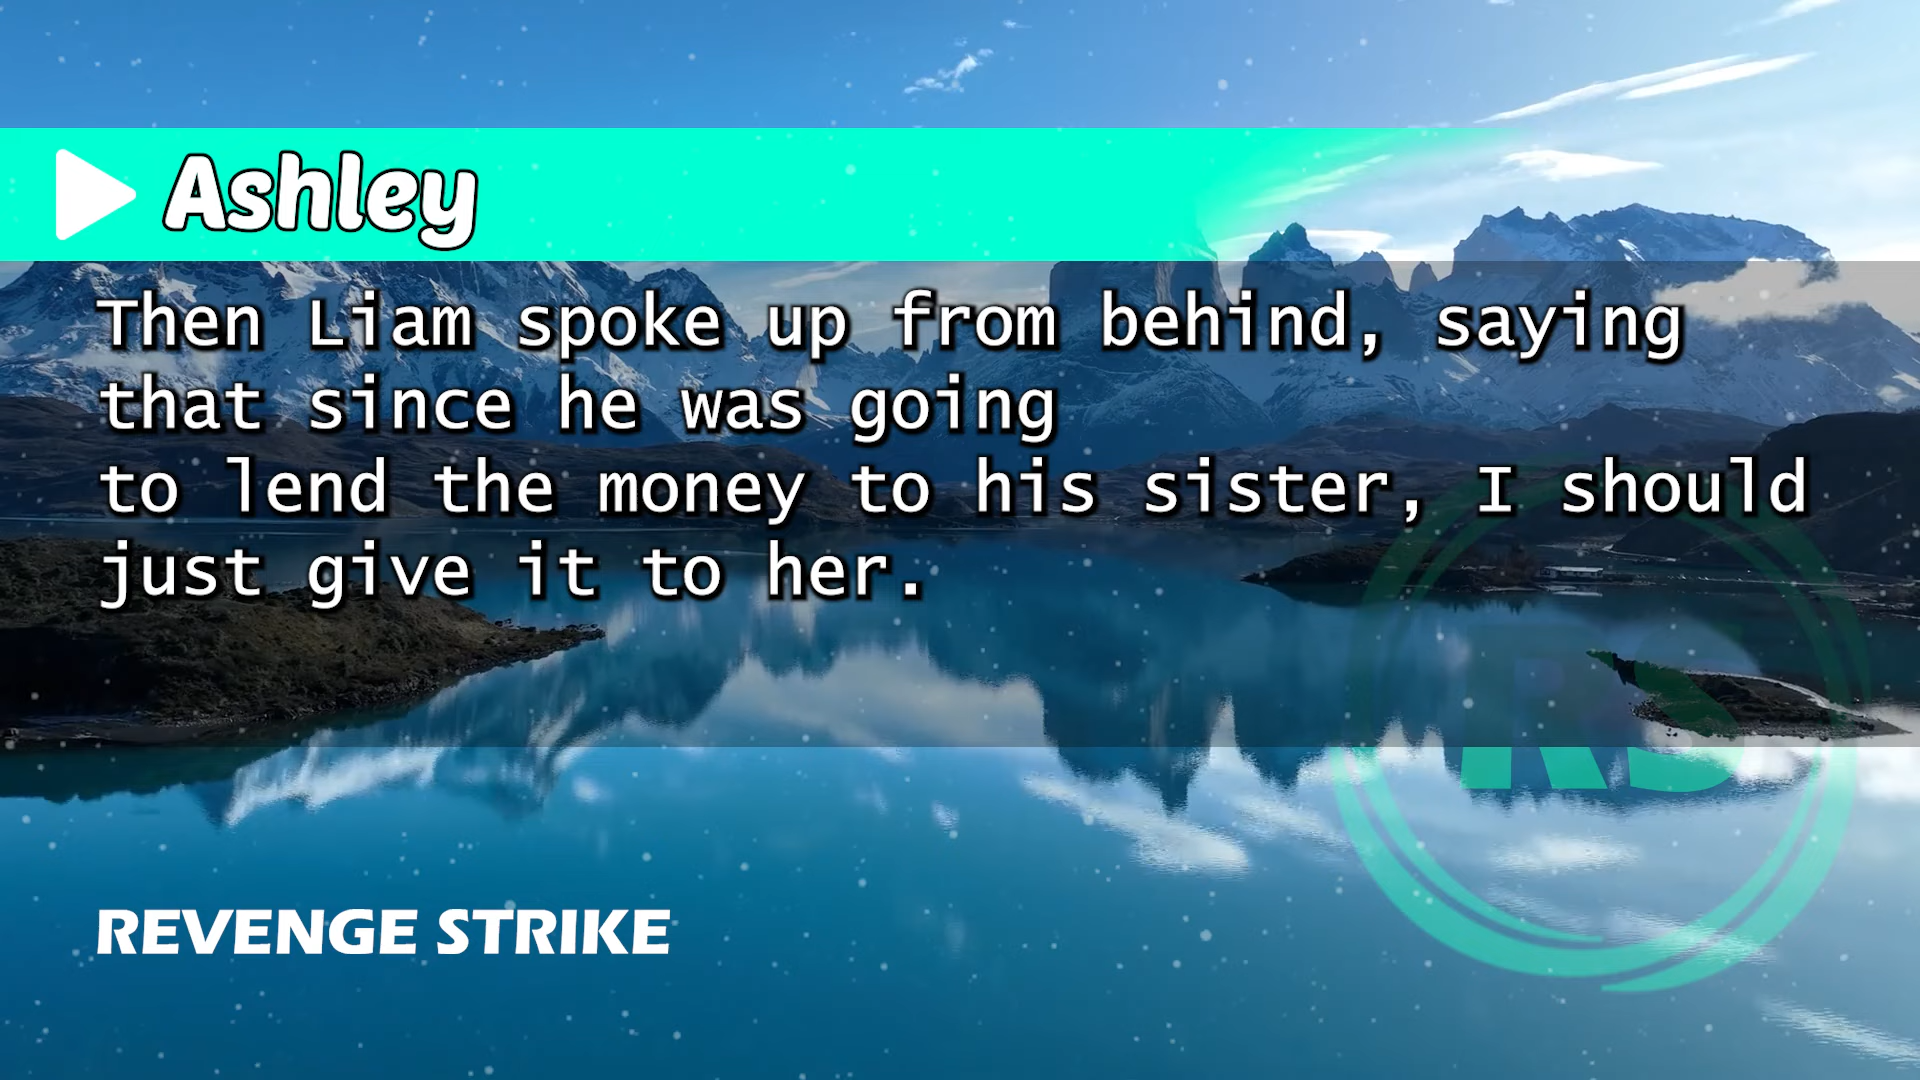 Ashley
Then Liam spoke up from behind, saying
that since he was going
to lend the money to his sister, I should
just give it to her.
RS
REVENGE STRIKE